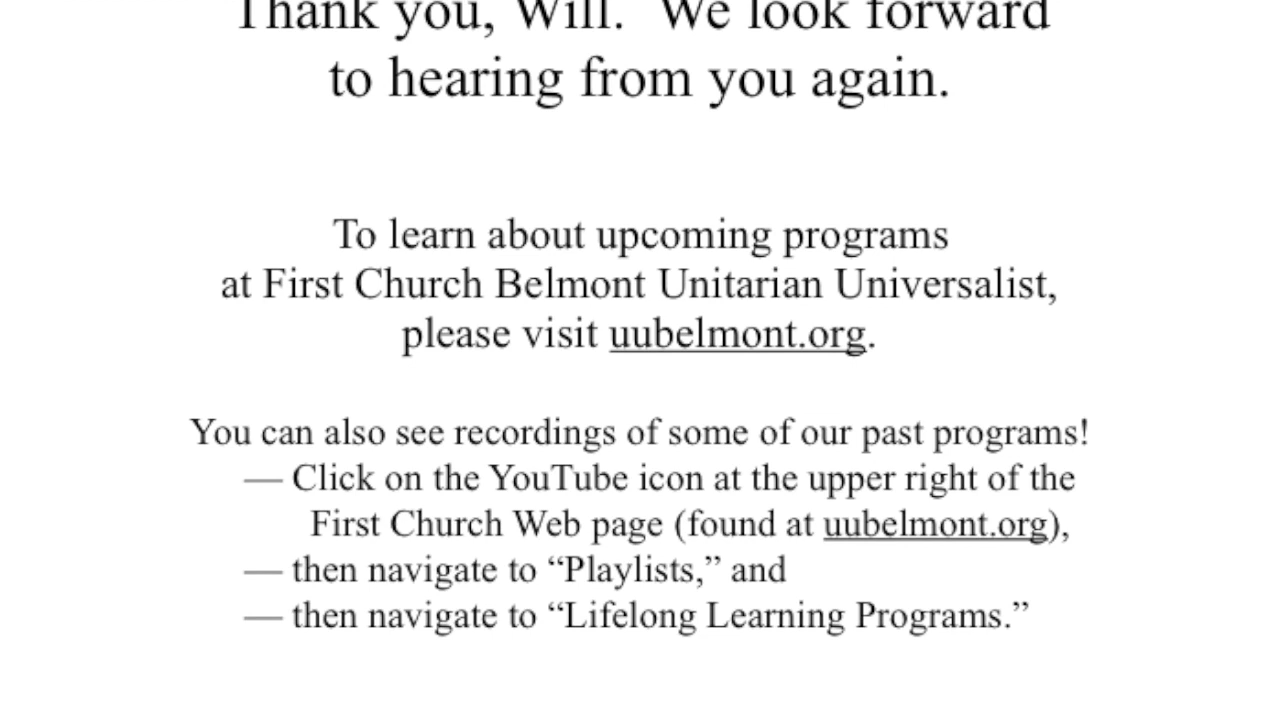 Thank you, Will.  We look forward
to hearing from you again.
To learn about upcoming programs
at First Church Belmont Unitarian Universalist,
please visit uubelmont.org.
You can also see recordings of some of our past programs!
— Click on the YouTube icon at the upper right of the
First Church Web page (found at uubelmont.org),
— then navigate to “Playlists,” and
— then navigate to “Lifelong Learning Programs.”